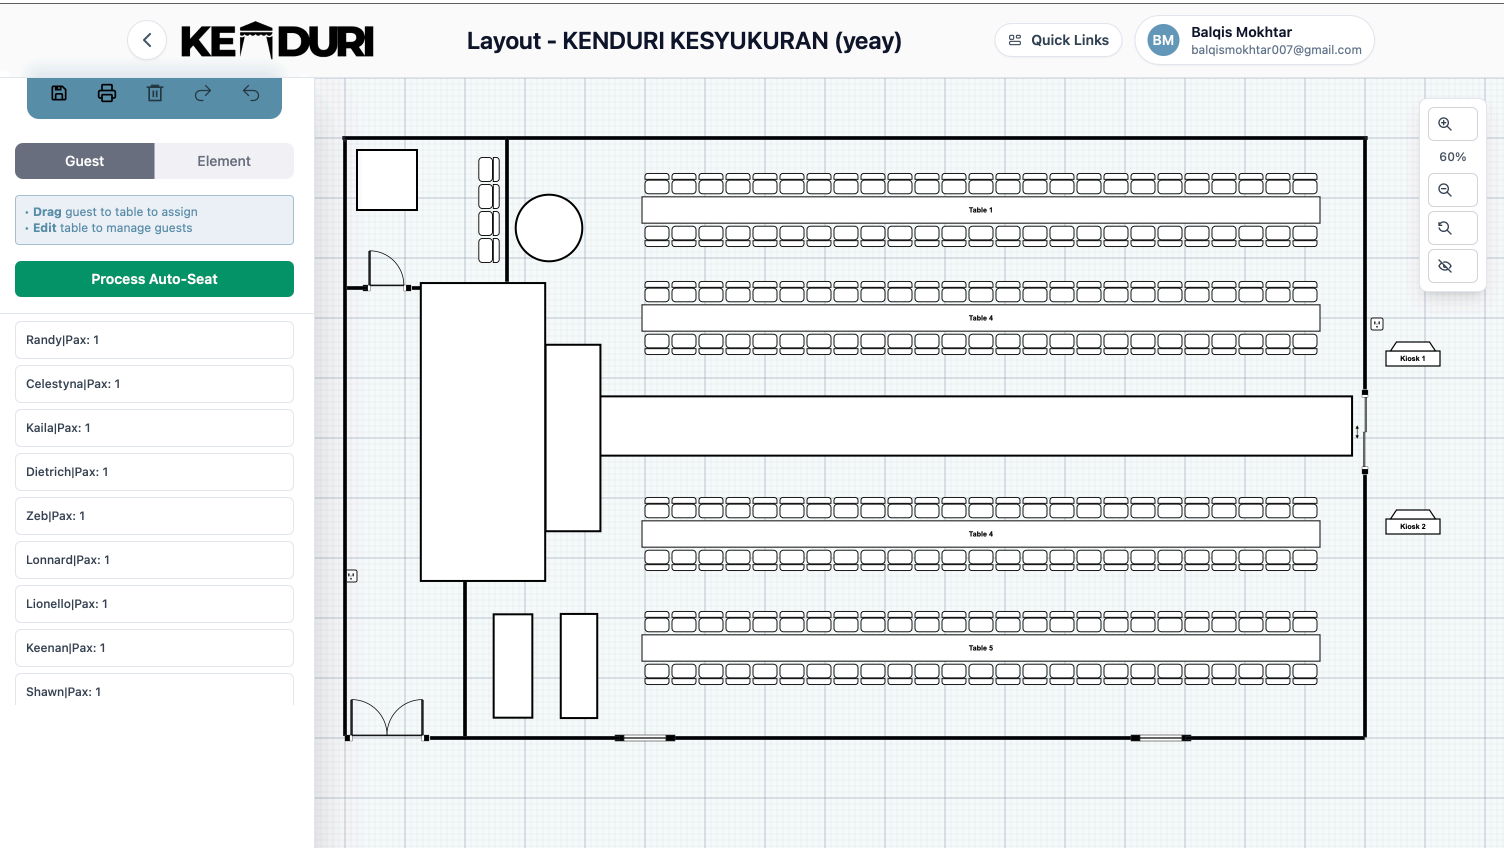 KENDURI
Layout - KENDURI KESYUKURAN (yeay)
Quick Links
BM
Balqis Mokhtar
balqismokhtar007@gmail.com
Guest
Element
• Drag guest to table to assign
• Edit table to manage guests
Process Auto-Seat
Randy|Pax: 1
Celestyna|Pax: 1
Kaila|Pax: 1
Dietrich|Pax: 1
Zeb|Pax: 1
Lonnard|Pax: 1
Lionello|Pax: 1
Keenan|Pax: 1
Shawn|Pax: 1
Table 1
Table 4
Table 4
Table 5
Kiosk 1
Kiosk 2
60%